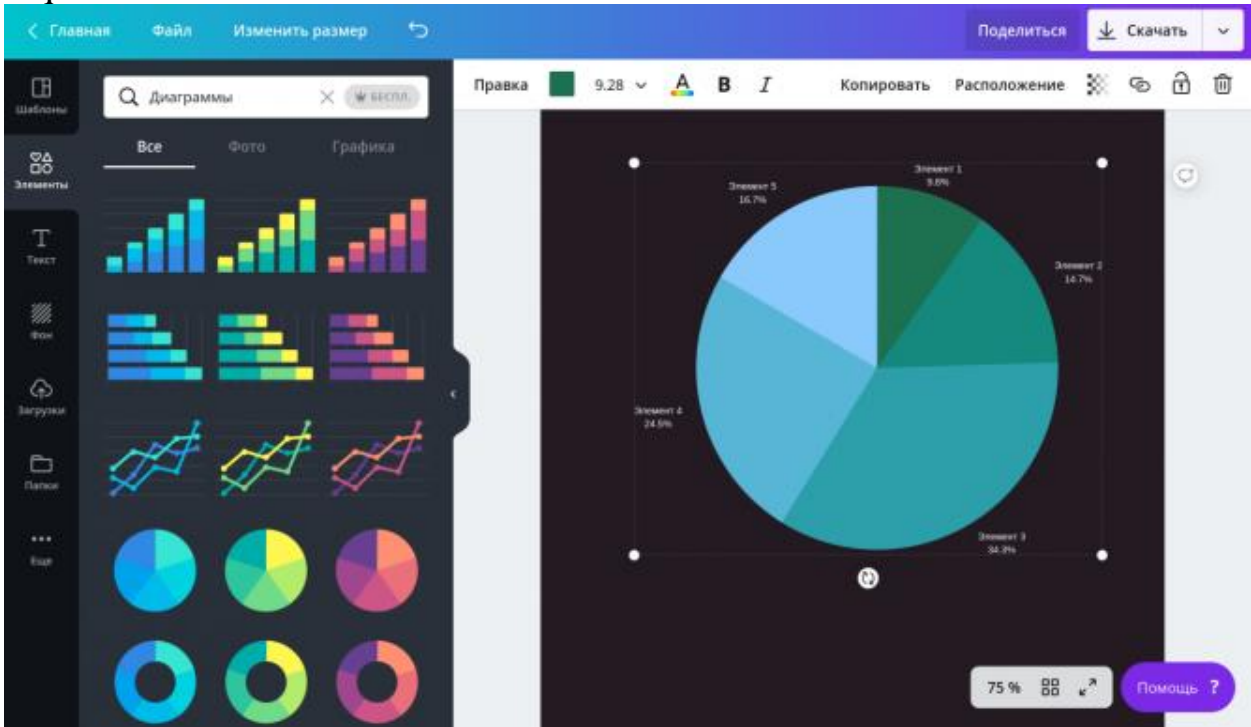 Главная Файл Изменить размер Поделиться Скачать
Шаблоны
Элементы
Текст
Фон
Загрузки
Папки
Еще
Диаграммы БЕСПЛ.
Все Фото Графика
Правка 9.28 A B I Копировать Расположение
Элемент 1
9.8%
Элемент 2
14.7%
Элемент 3
34.3%
Элемент 4
24.5%
Элемент 5
16.7%
75 % Помощь ?